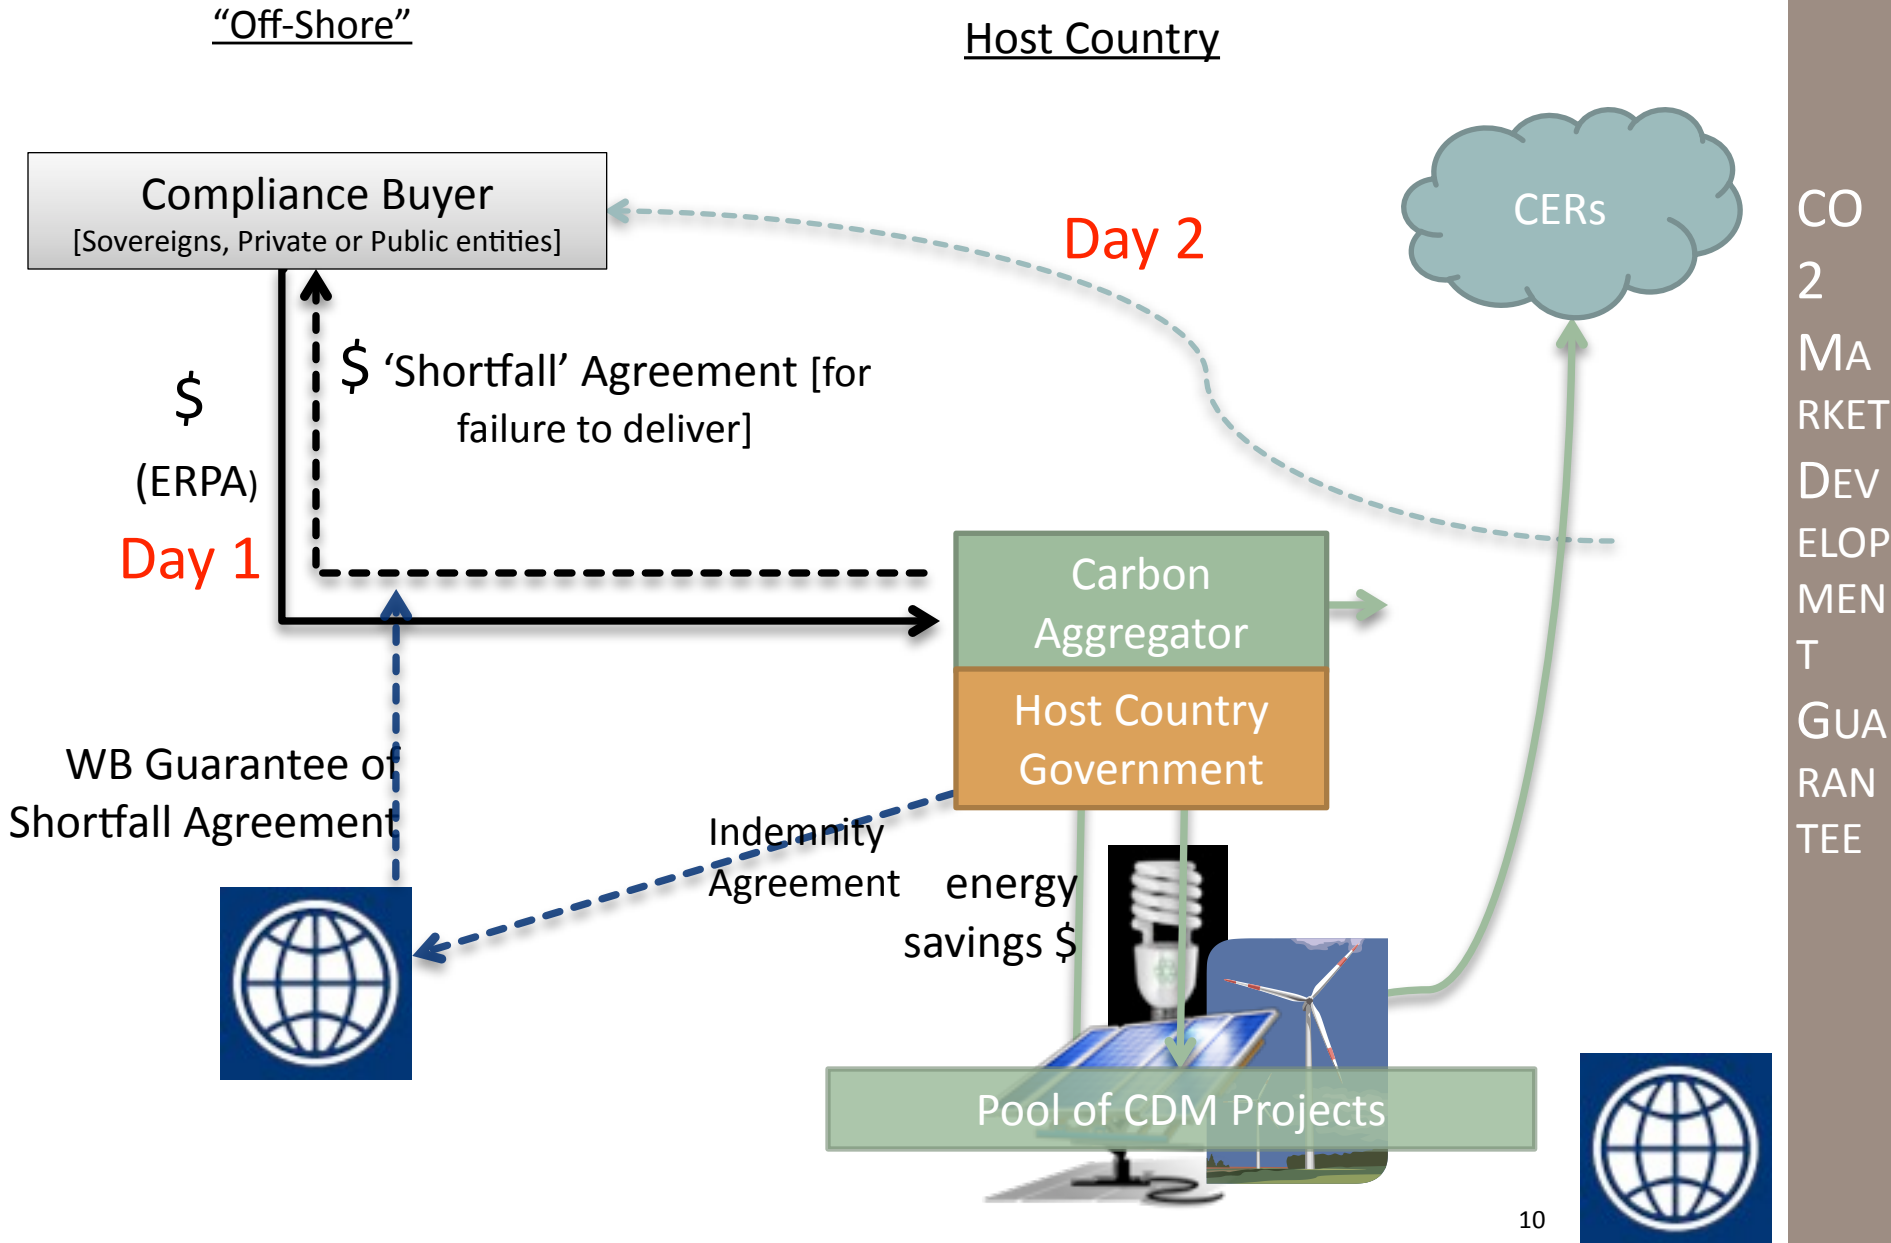 “Off-Shore”
Host Country
Compliance Buyer
[Sovereigns, Private or Public entities]
Day 2
CERs
$
(ERPA)
Day 1
$ ‘Shortfall’ Agreement [for
failure to deliver]
Carbon
Aggregator
Host Country
Government
WB Guarantee of
Shortfall Agreement
Indemnity
Agreement
energy
savings $
Pool of CDM Projects
10
CO
2
MA
RKET
DEV
ELOP
MEN
T
GUA
RAN
TEE